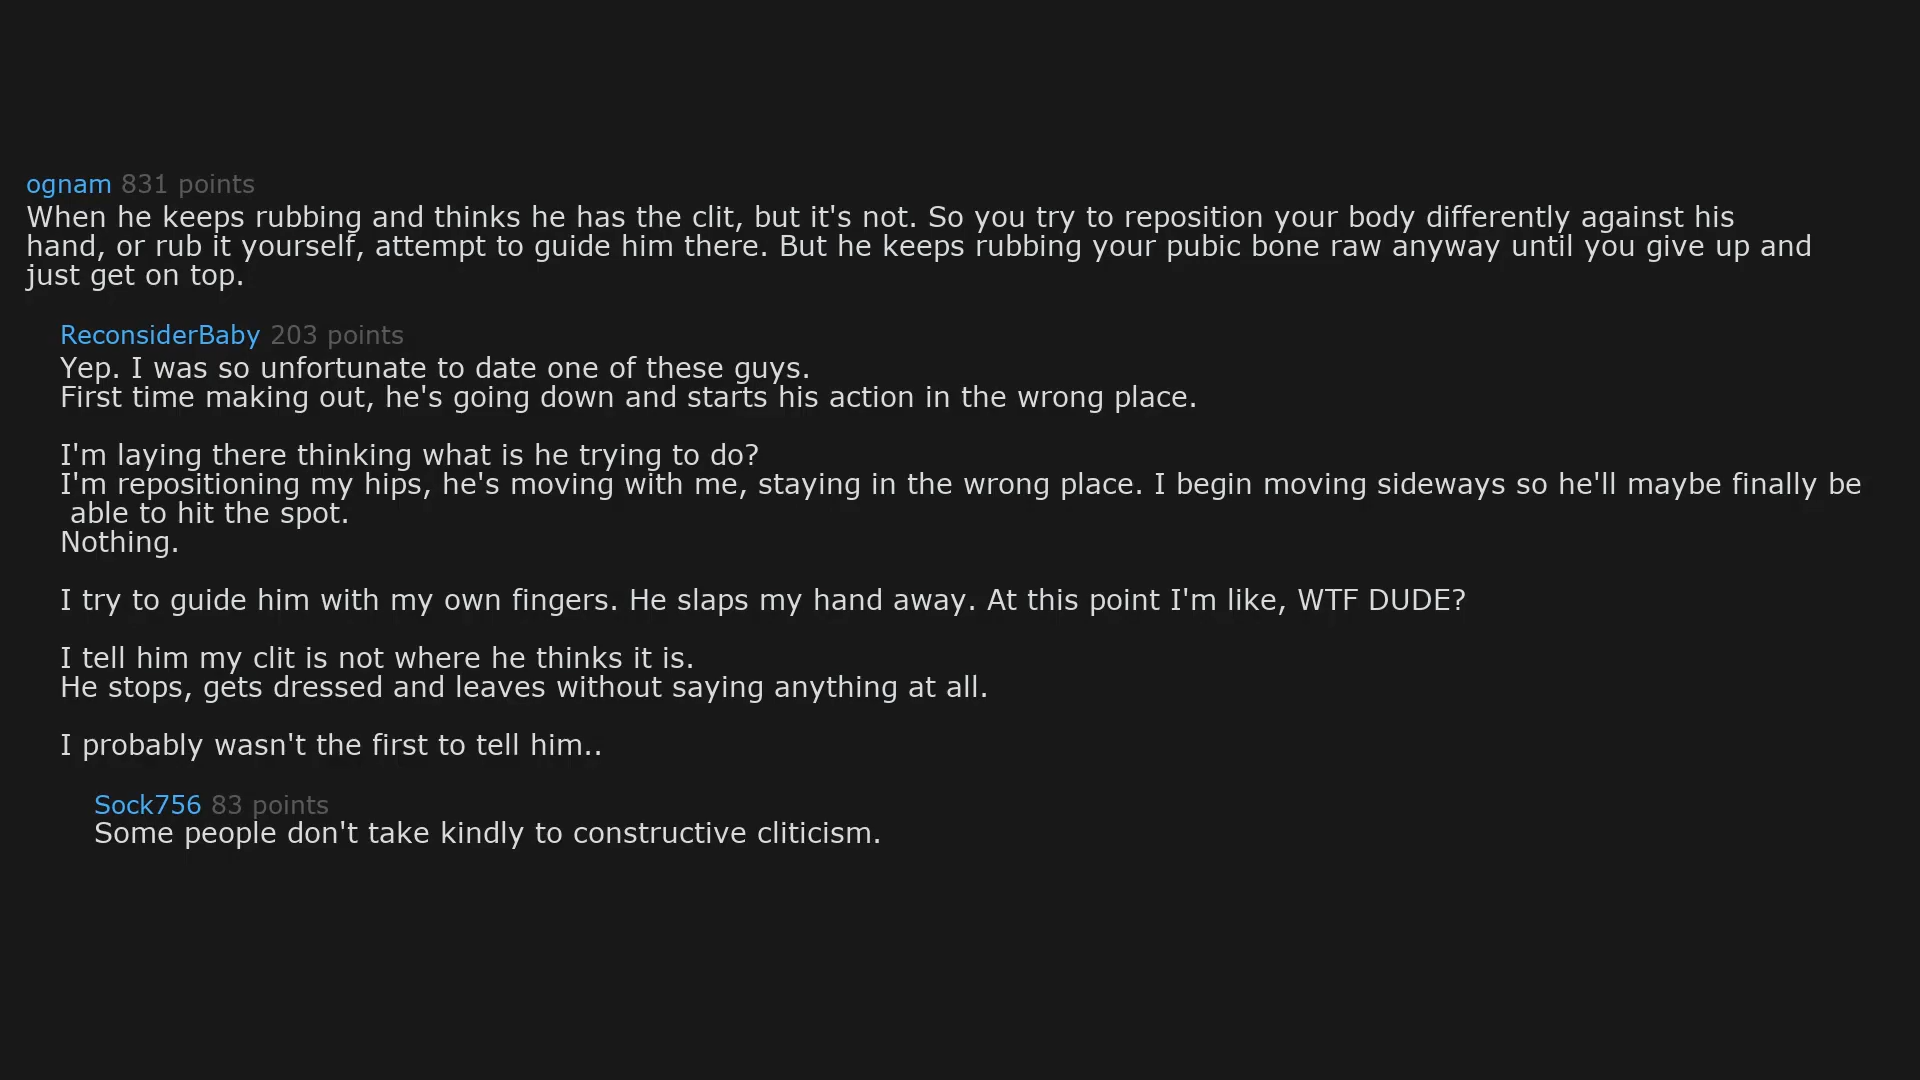 ognam 831 points
When he keeps rubbing and thinks he has the clit, but it's not. So you try to reposition your body differently against his
hand, or rub it yourself, attempt to guide him there. But he keeps rubbing your pubic bone raw anyway until you give up and
just get on top.
ReconsiderBaby 203 points
Yep. I was so unfortunate to date one of these guys.
First time making out, he's going down and starts his action in the wrong place.
I'm laying there thinking what is he trying to do?
I'm repositioning my hips, he's moving with me, staying in the wrong place. I begin moving sideways so he'll maybe finally be
able to hit the spot.
Nothing.
I try to guide him with my own fingers. He slaps my hand away. At this point I'm like, WTF DUDE?
I tell him my clit is not where he thinks it is.
He stops, gets dressed and leaves without saying anything at all.
I probably wasn't the first to tell him..
Sock756 83 points
Some people don't take kindly to constructive cliticism.